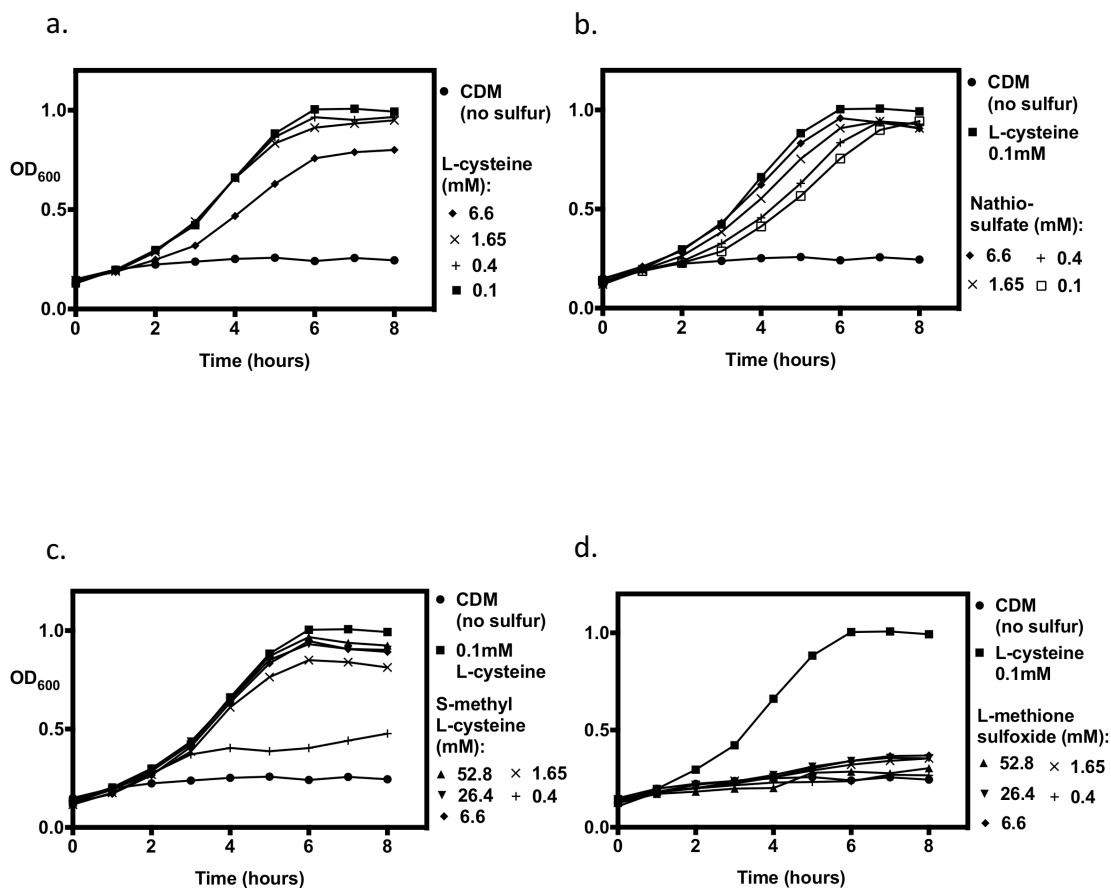 a.
OD600
1.0
0.5
0.0
0 2 4 6 8
Time (hours)
CDM
(no sulfur)
L-cysteine
(mM):
6.6
1.65
0.4
0.1
b.
1.0
0.5
0.0
0 2 4 6 8
Time (hours)
CDM
(no sulfur)
L-cysteine
0.1mM
Nathio-
sulfate (mM):
6.6 0.4
1.65 0.1
c.
OD600
1.0
0.5
0.0
0 2 4 6 8
Time (hours)
CDM
(no sulfur)
0.1mM
L-cysteine
S-methyl
L-cysteine
(mM):
52.8 1.65
26.4 0.4
6.6
d.
1.0
0.5
0.0
0 2 4 6 8
Time (hours)
CDM
(no sulfur)
L-cysteine
0.1mM
L-methione
sulfoxide (mM):
52.8 1.65
26.4 0.4
6.6